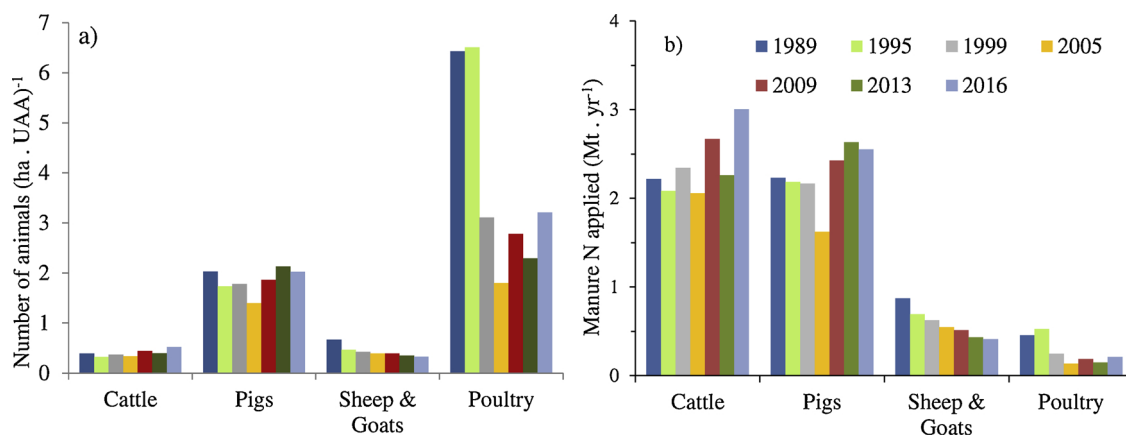 a)
Number of animals (ha . UAA)⁻¹
7
6
5
4
3
2
1
0
Cattle
Pigs
Sheep &
Goats
Poultry
b)
1989
1995
1999
2005
2009
2013
2016
Manure N applied (Mt . yr⁻¹)
4
3
2
1
0
Cattle
Pigs
Sheep &
Goats
Poultry